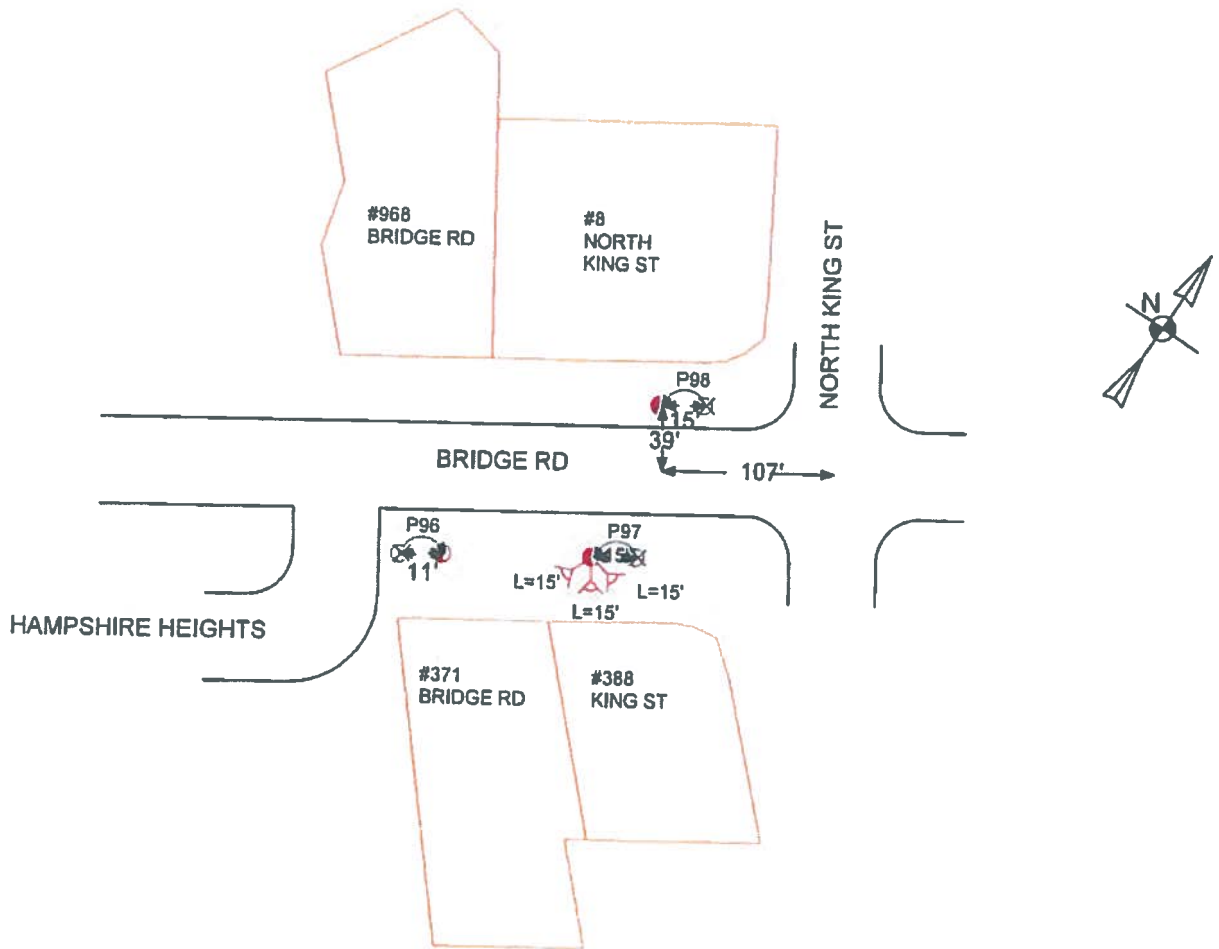 #968
BRIDGE RD
#8
NORTH
KING ST
NORTH KING ST
N
P98
15'
39'
BRIDGE RD
107'
P96
11'
P97
L=15'
L=15'
L=15'
HAMPSHIRE HEIGHTS
#371
BRIDGE RD
#388
KING ST